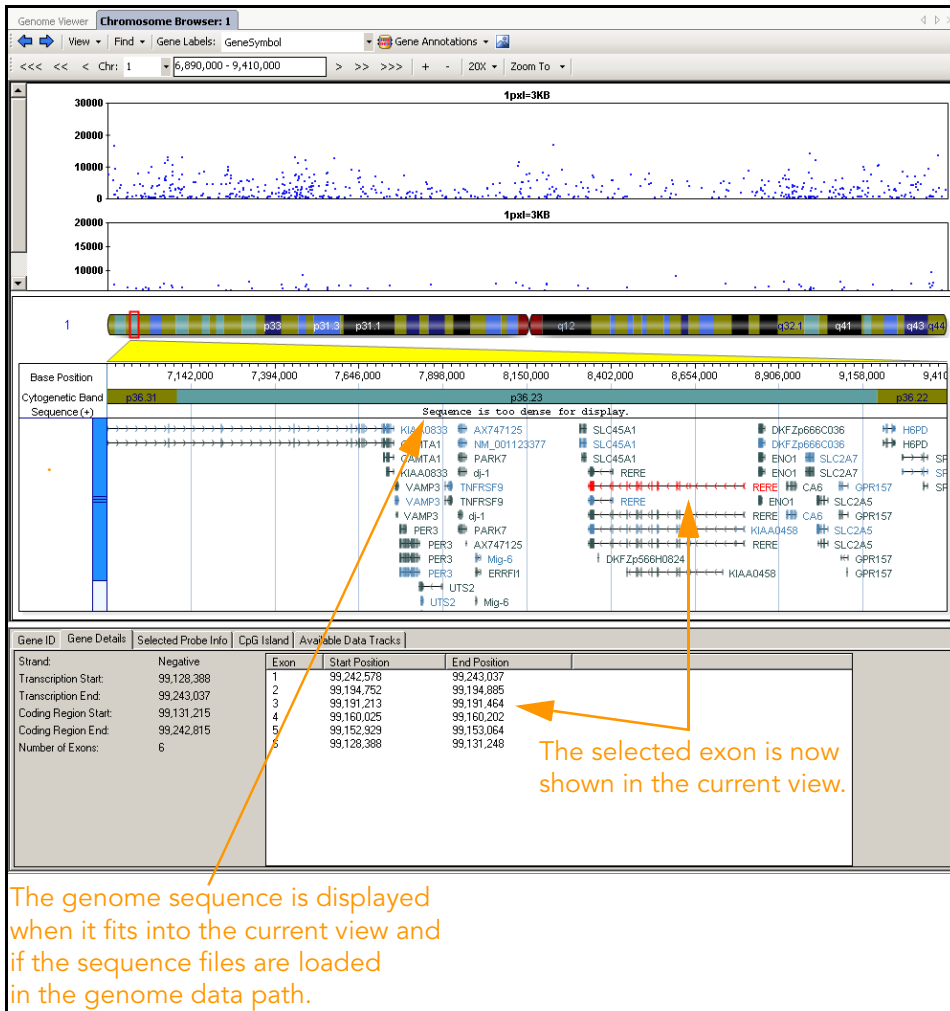 Genome Viewer Chromosome Browser: 1
View Find Gene Labels: GeneSymbol Gene Annotations
<<< << < Chr: 1 6,890,000 - 9,410,000 > >> >>> + - 20X Zoom To
1pxl=3KB
30000
20000
10000
0
1pxl=3KB
20000
10000
1 p33 p31.3 p31.1 q12 q32.1 q41 q43 q44
Base Position 7,142,000 7,394,000 7,646,000 7,898,000 8,150,000 8,402,000 8,654,000 8,906,000 9,158,000 9,410
Cytogenetic Band p36.31 p36.23 p36.22
Sequence (+) Sequence is too dense for display.
KIAA0833 AX747125 SLC45A1 DKFZp666C036 H6PD
CAMTA1 NM_001123377 SLC45A1 DKFZp666C036 H6PD
CAMTA1 PARK7 SLC45A1 ENO1 SLC2A7 SP
KIAA0833 dj-1 RERE ENO1 SLC2A7 SP
VAMP3 TNFRSF9 RERE CA6 GPR157 SP
VAMP3 TNFRSF9 RERE ENO1 SLC2A5
VAMP3 dj-1 RERE CA6 GPR157
PER3 PARK7 KIAA0458 SLC2A5
PER3 AX747125 RERE SLC2A5
PER3 Mig-6 DKFZp566H0824 GPR157
PER3 ERRFI1 KIAA0458 GPR157
UTS2
UTS2 Mig-6
Gene ID Gene Details Selected Probe Info CpG Island Available Data Tracks
Strand: Negative
Transcription Start: 99,128,388
Transcription End: 99,243,037
Coding Region Start: 99,131,215
Coding Region End: 99,242,815
Number of Exons: 6
Exon Start Position End Position
1 99,242,578 99,243,037
2 99,194,752 99,194,885
3 99,191,213 99,191,464
4 99,160,025 99,160,202
5 99,152,929 99,153,064
6 99,128,388 99,131,248
The selected exon is now
shown in the current view.
The genome sequence is displayed
when it fits into the current view and
if the sequence files are loaded
in the genome data path.